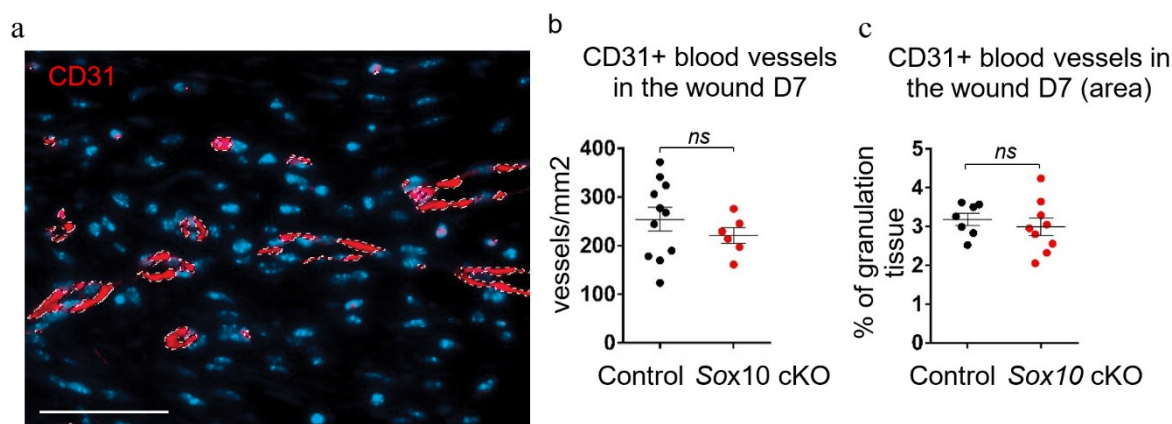 a
CD31
b
CD31+ blood vessels
in the wound D7
ns
vessels/mm2
400
300
200
100
0
Control Sox10 cKO
c
CD31+ blood vessels in
the wound D7 (area)
ns
% of granulation
tissue
5
4
3
2
1
0
Control Sox10 cKO